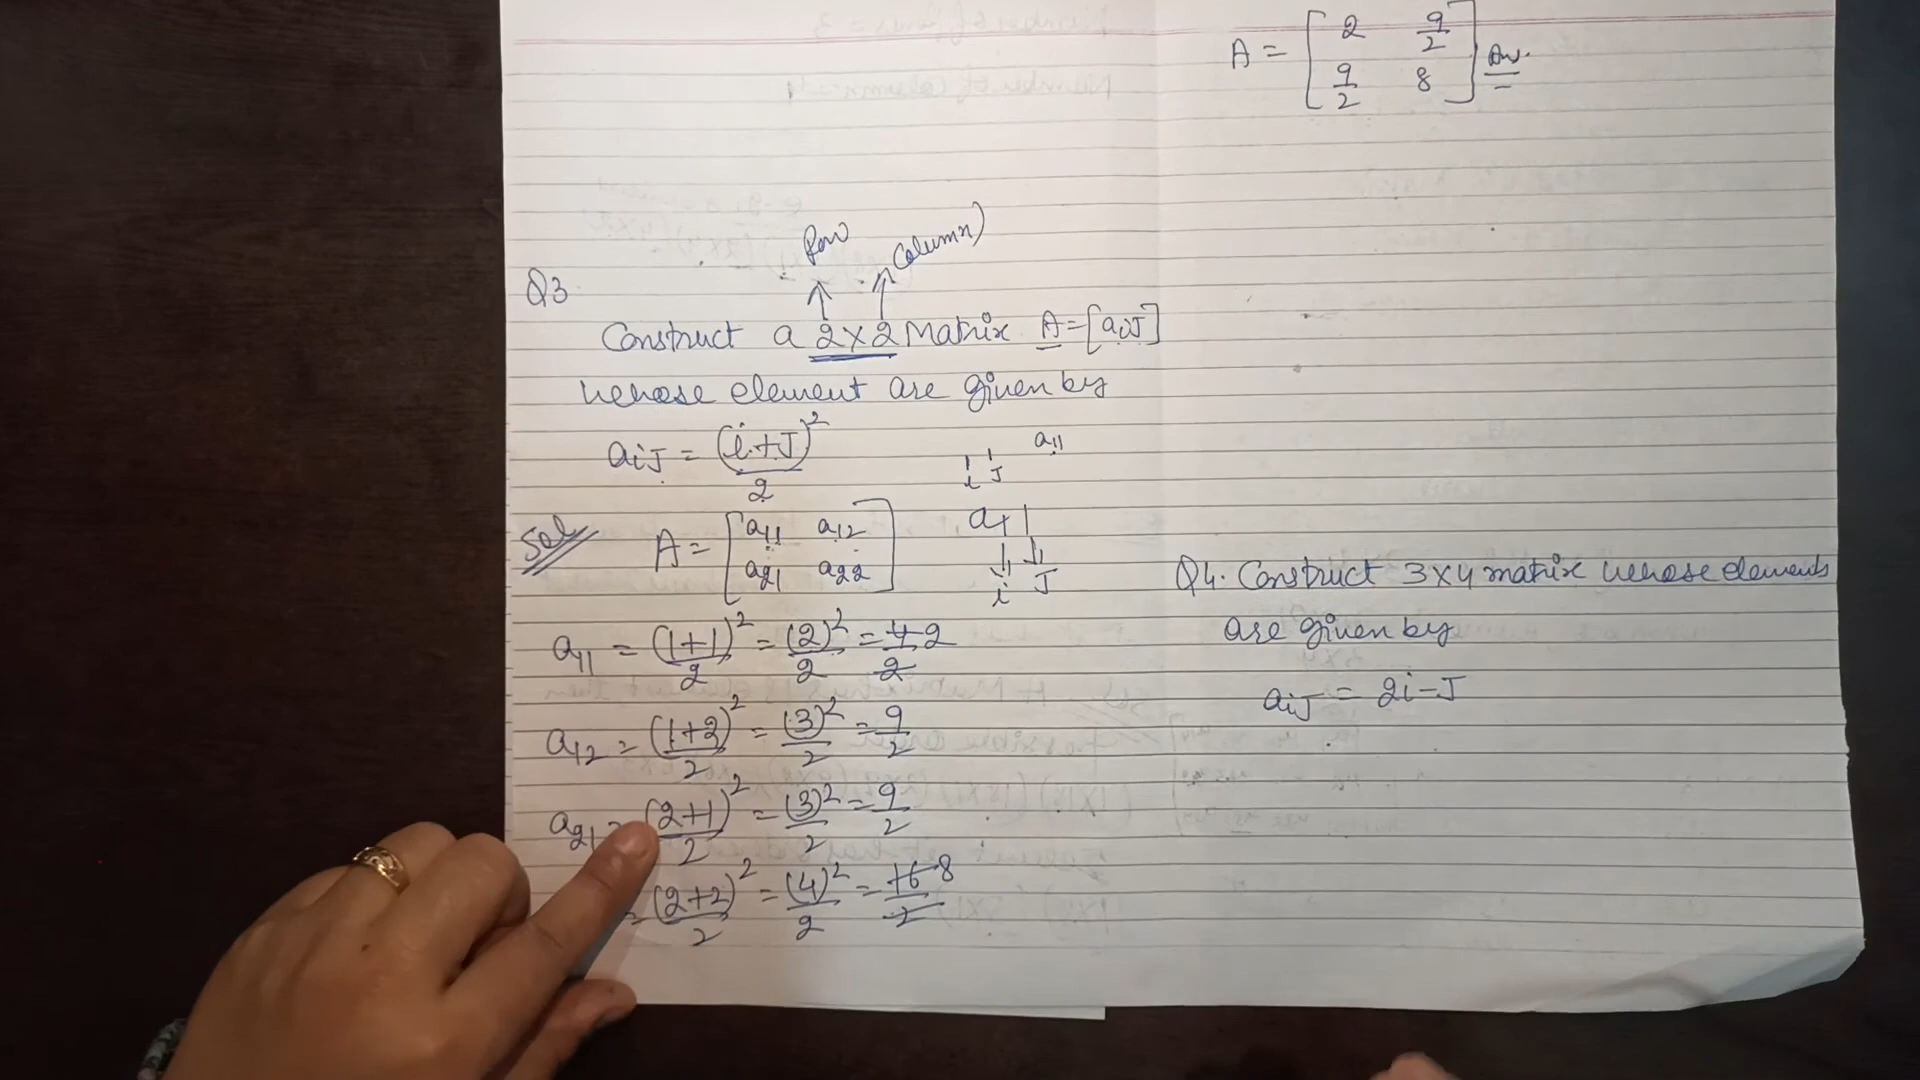 A = [ 2 9/2
9/2 8 ] Ans.
Row Column)
Q3
Construct a 2x2 Matrix A = [aiJ]
whose element are given by
aiJ = (i+J)²/2
i J a11
Sol A = [ a11 a12
a21 a22 ]
a11
i J
a11 = (1+1)²/2 = (2)²/2 = 4/2 2
a12 = (1+2)²/2 = (3)²/2 = 9/2
a21 = (2+1)²/2 = (3)²/2 = 9/2
= (2+2)²/2 = (4)²/2 = 16/2 8
Q4. Construct 3x4 matrix whose elements
are given by
aiJ = 2i-J